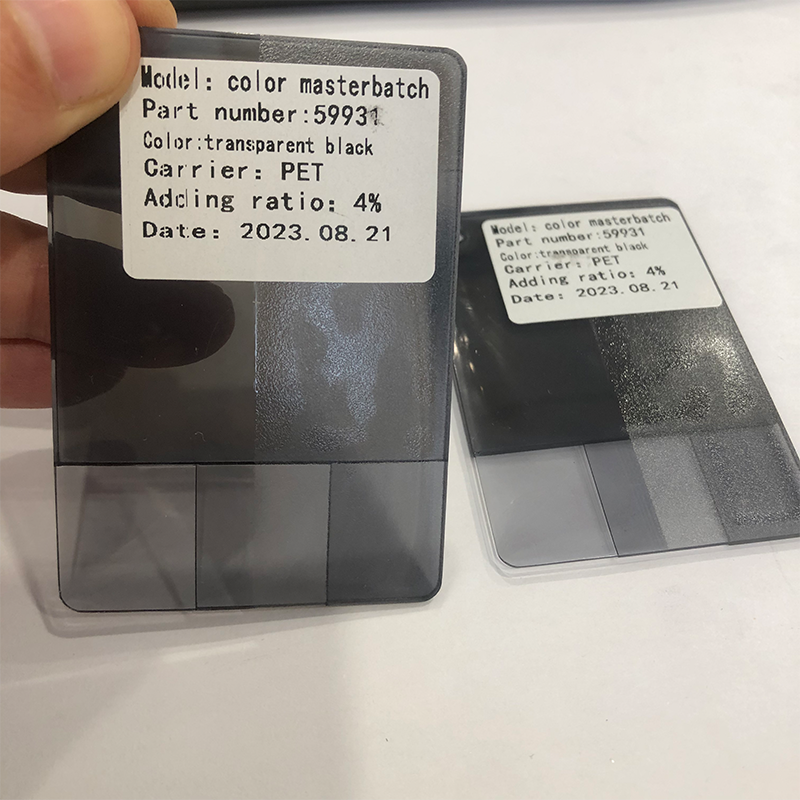 Model: color masterbatch
Part number:59931
Color:transparent black
Carrier: PET
Adding ratio: 4%
Date: 2023.08.21
Model: color masterbatch
Part number:59931
Color:transparent black
Carrier: PET
Adding ratio: 4%
Date: 2023.08.21